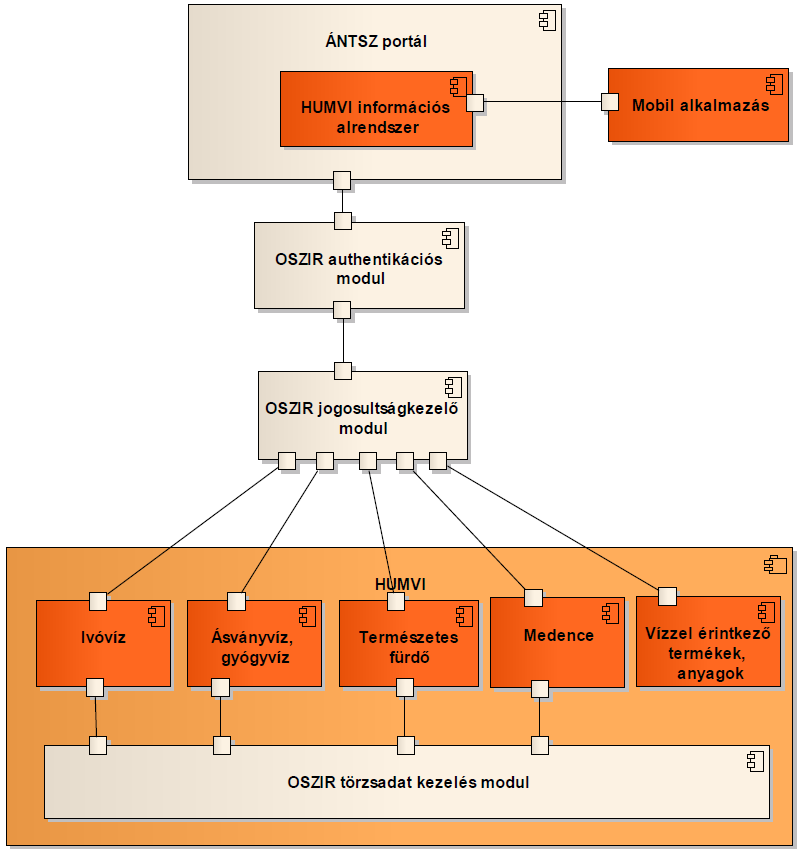 ÁNTSZ portál
HUMVI információs
alrendszer
Mobil alkalmazás
OSZIR authentikációs
modul
OSZIR jogosultságkezelő
modul
HUMVI
Ivóvíz
Ásványvíz,
gyógyvíz
Természetes
fürdő
Medence
Vízzel érintkező
termékek,
anyagok
OSZIR törzsadat kezelés modul